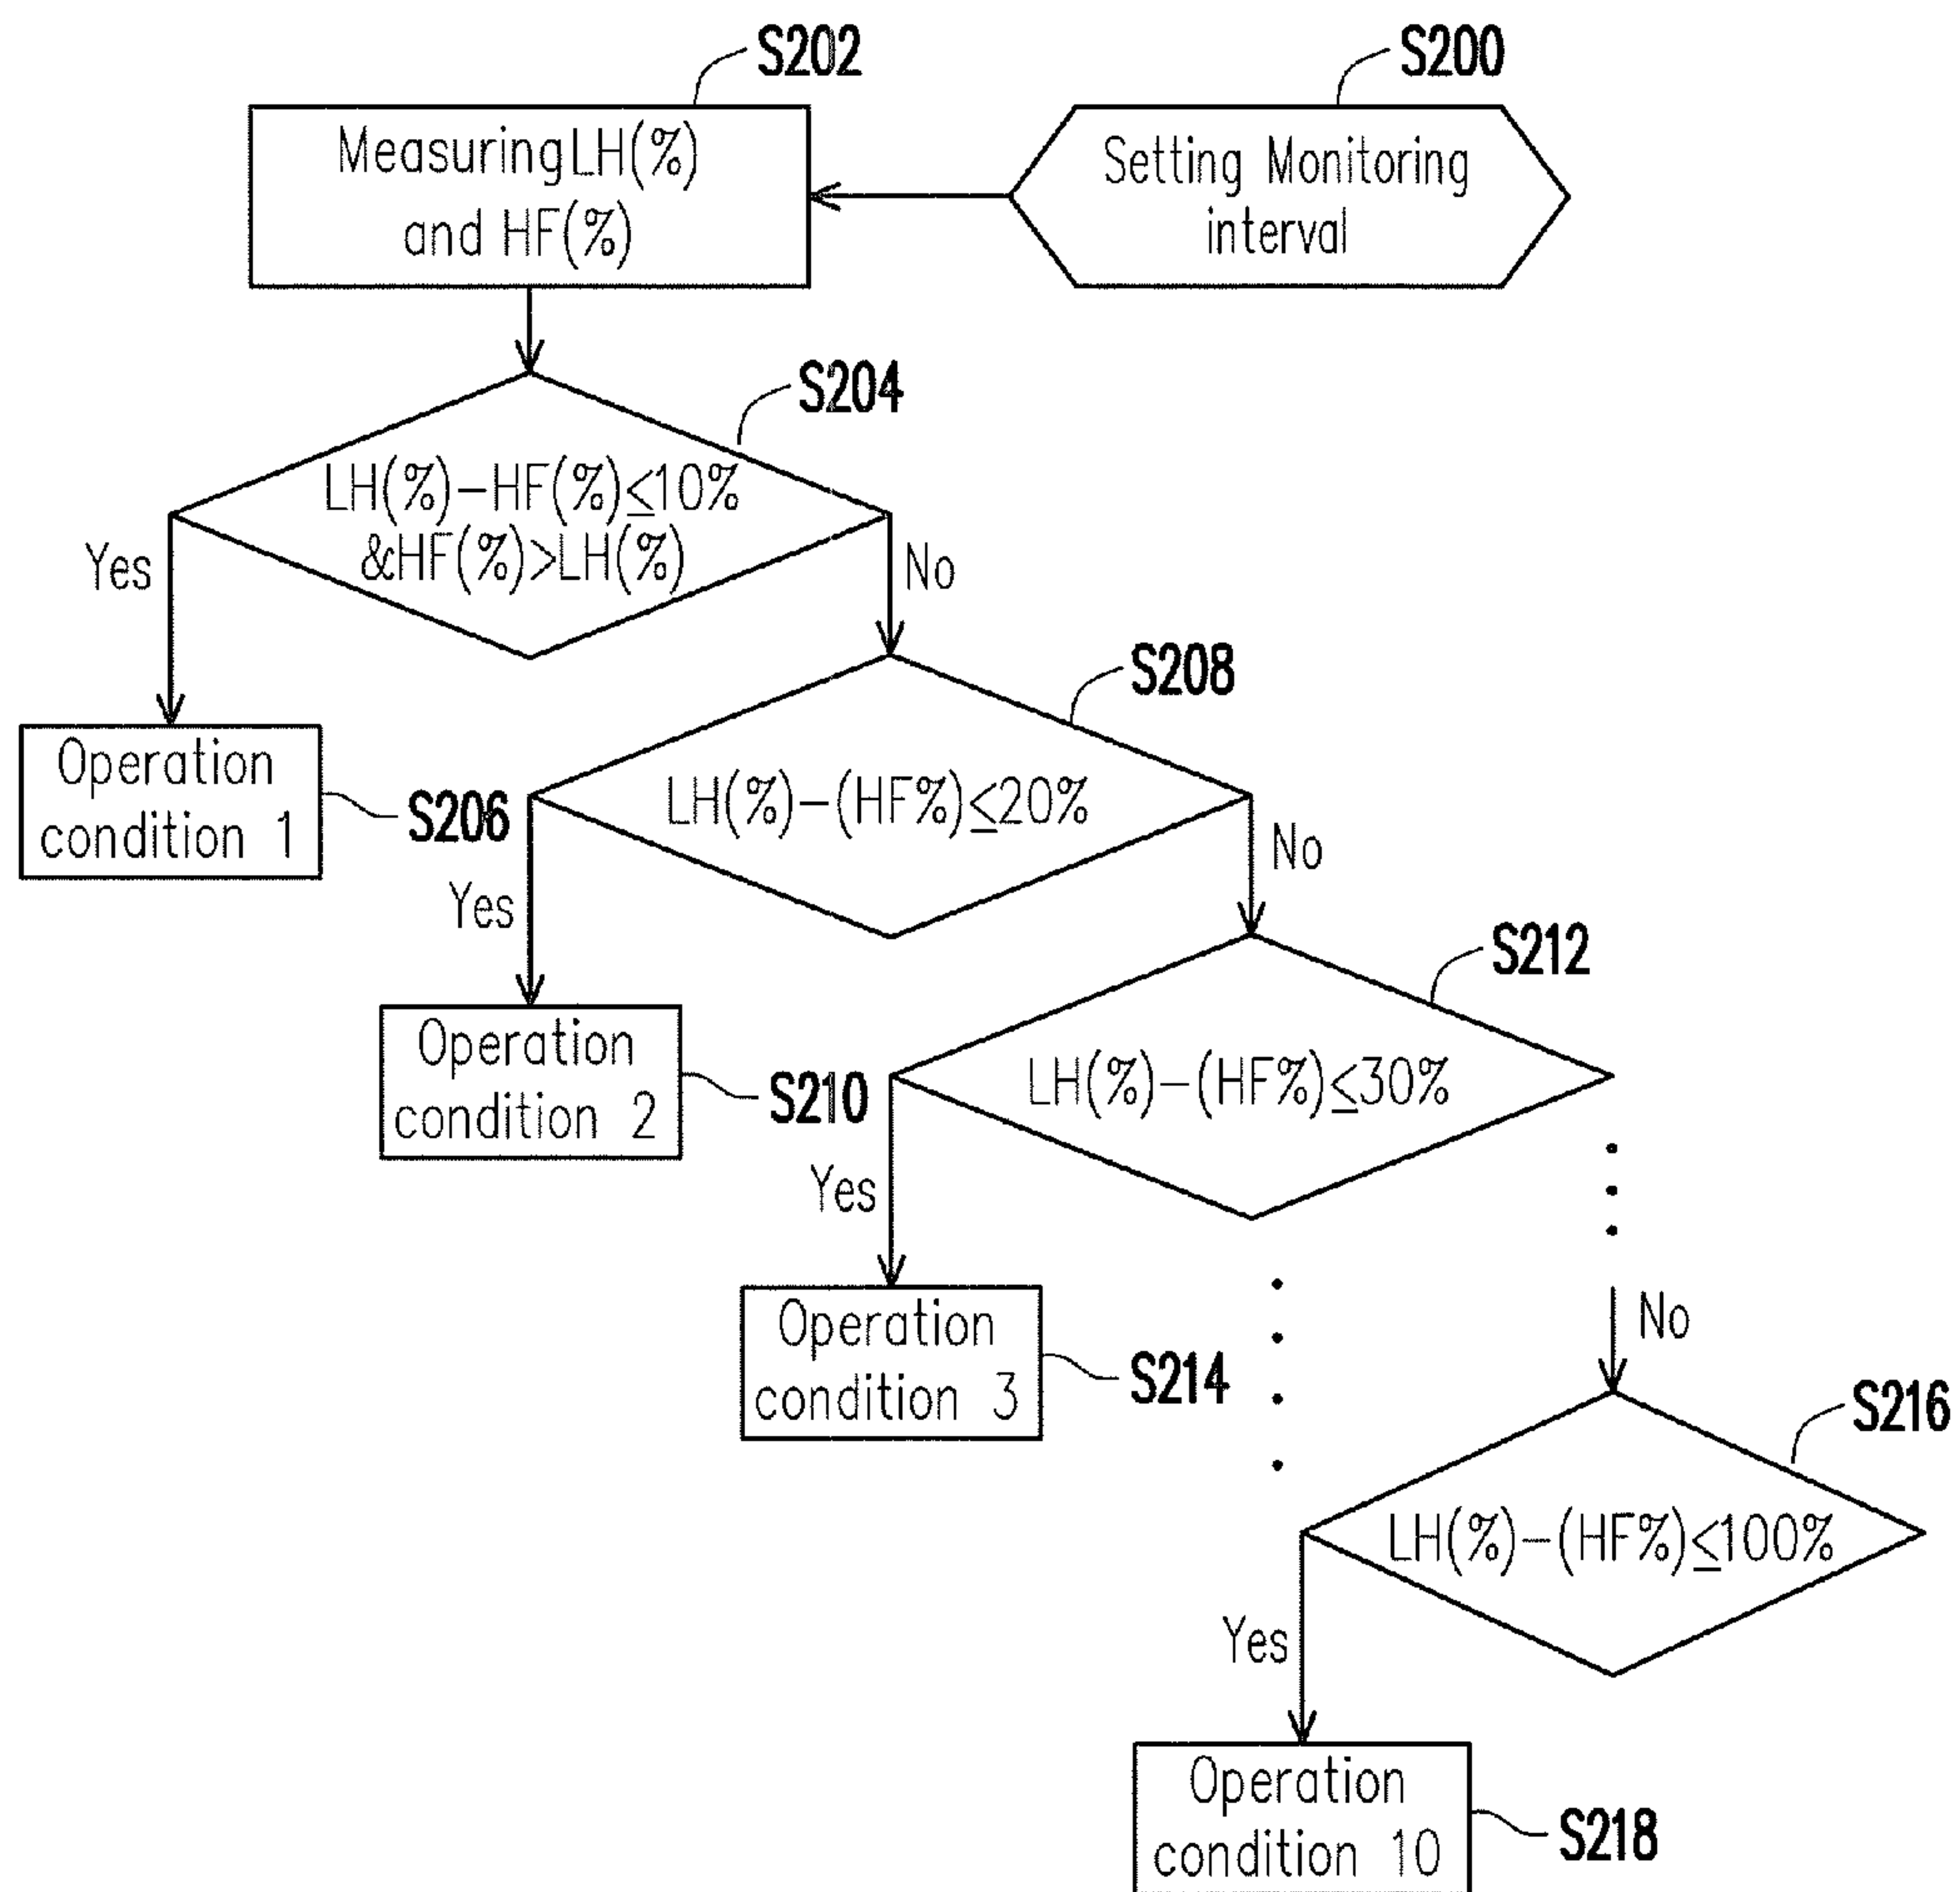 S202
S200
MeasuringLH(%)
and HF(%)
Setting Monitoring
interval
S204
LH(%)-HF(%)≤10%
&HF(%)>LH(%)
Yes
No
S208
Operation
condition 1
S206
LH(%)-(HF%)≤20%
Yes
No
S212
Operation
condition 2
S210
LH(%)-(HF%)≤30%
Yes
Operation
condition 3
S214
No
S216
LH(%)-(HF%)≤100%
Yes
Operation
condition 10
S218